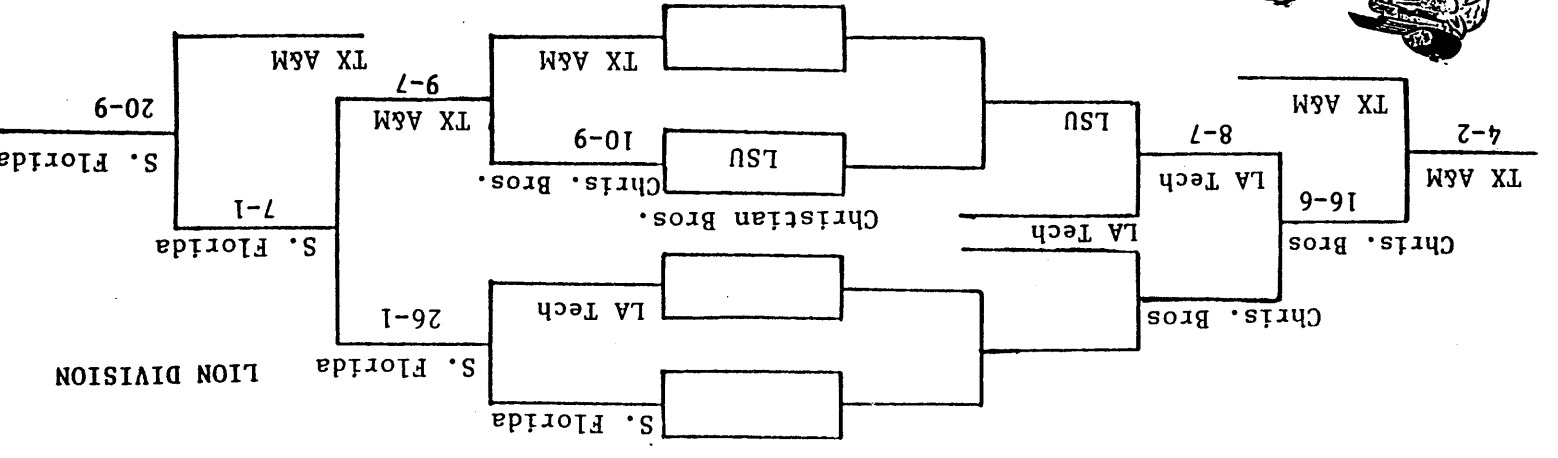 S. Florida
LION DIVISION
S. Florida
26-1
Chris. Bros
LA Tech
S. Florida
7-1
Chris. Bros
16-6
LA Tech
Christian Bros.
LSU
Chris. Bros.
10-9
LA Tech
8-7
TX A&M
4-2
S. Florida
20-9
LSU
TX A&M
9-7
TX A&M
TX A&M
TX A&M